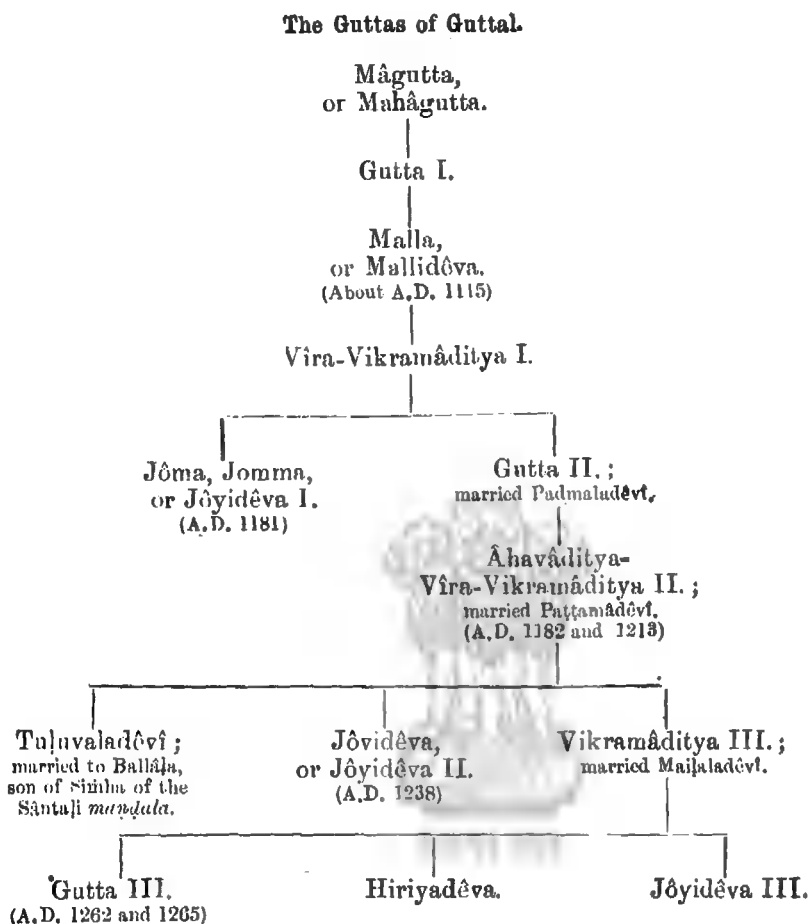 The Guttas of Guttal.
Mâgutta,
or Mahâgutta.
Gutta I.
Malla,
or Mallidêva.
(About A.D. 1115)
Vîra-Vikramâditya I.
Jôma, Jomma,
or Jôyidêva I.
(A.D. 1181)
Gutta II.;
married Padmaladêvî.
Âhavâditya-
Vîra-Vikramâditya II.;
married Paṭṭamâdêvî.
(A.D. 1182 and 1213)
Tuḷuvaladêvî;
married to Ballâḷa,
son of Siṁha of the
Sântaḷi maṇḍala.
Jôvidêva,
or Jôyidêva II.
(A.D. 1238)
Vikramâditya III.;
married Maiḷaladêvî.
Gutta III.
(A.D. 1262 and 1265)
Hiriyadêva.
Jôyidêva III.